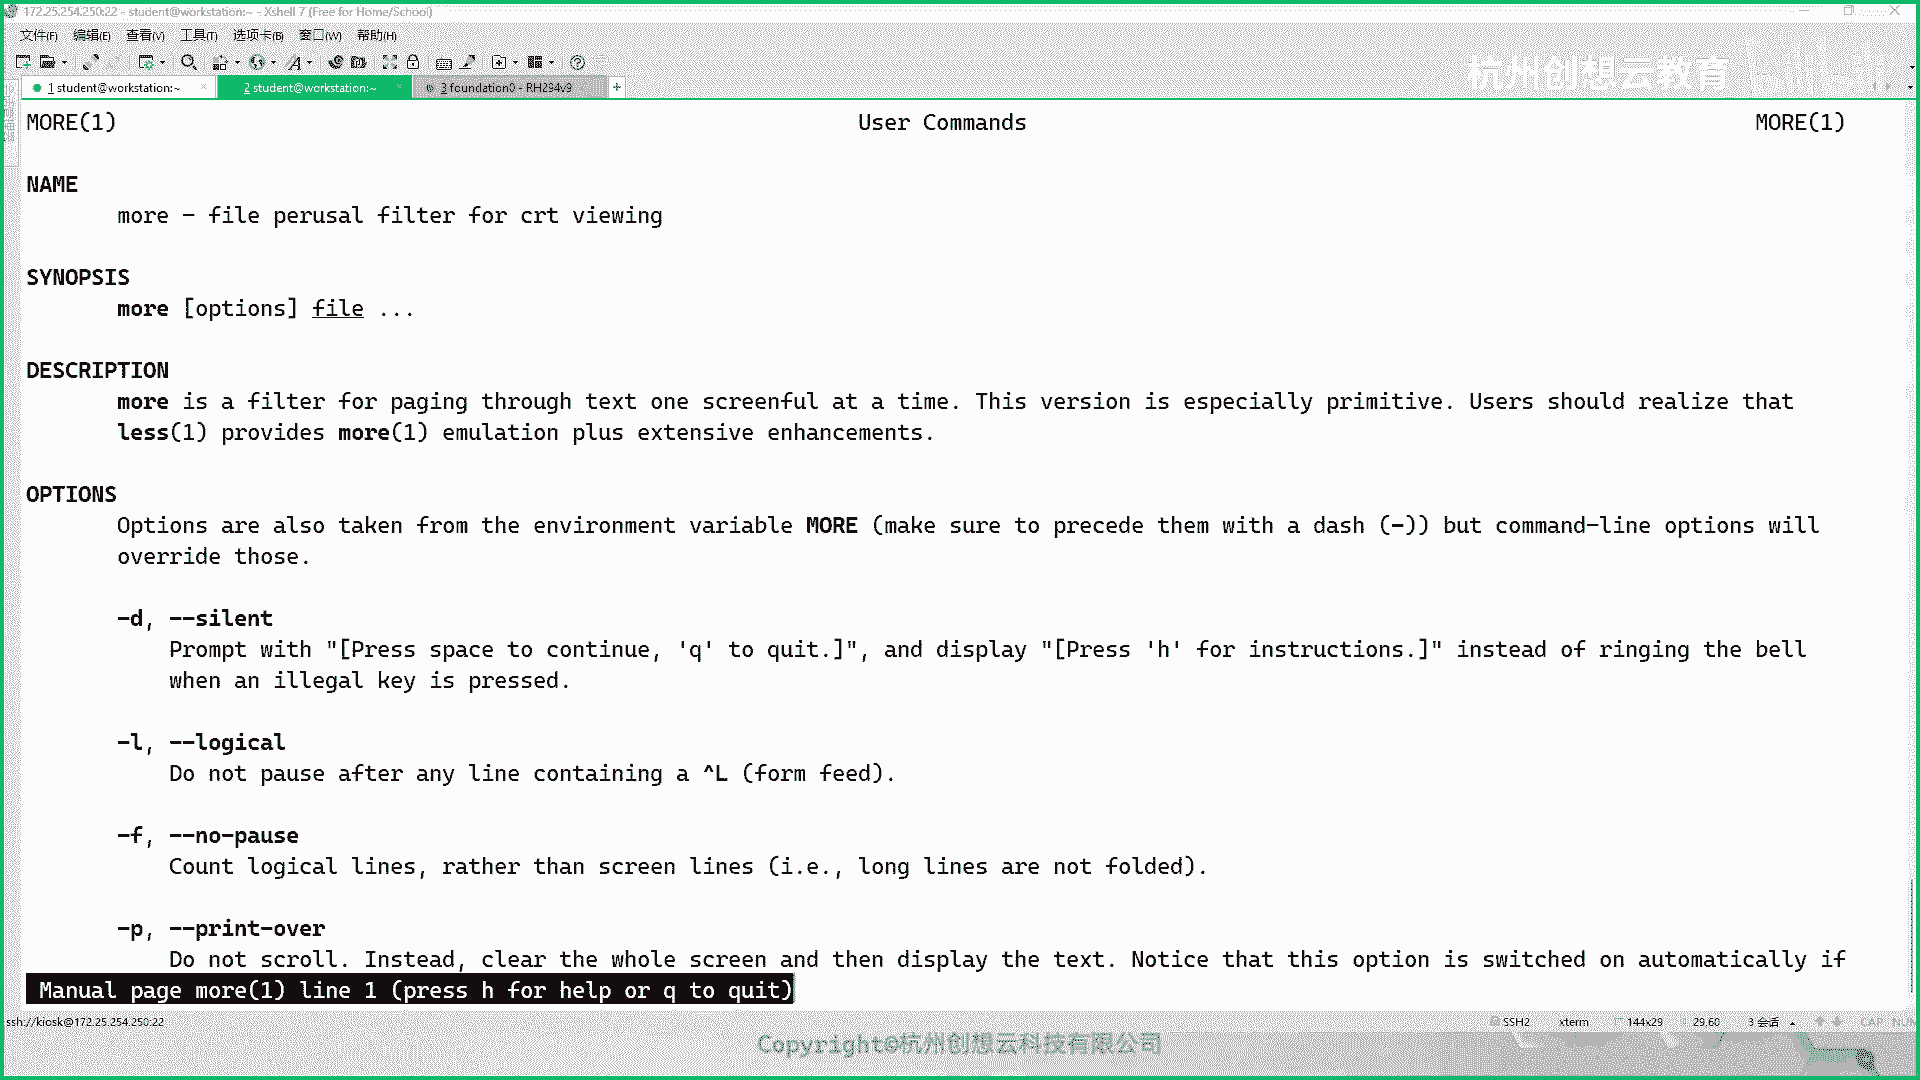 172.25.254.250:22 - student@workstation:~ - Xshell 7 (Free for Home/School)
文件(F) 编辑(E) 查看(V) 工具(T) 选项卡(B) 窗口(W) 帮助(H)
杭州创想云教育
1 student@workstation:~ 2 student@workstation:~ 3 foundation0 - RH294v9
MORE(1) User Commands MORE(1)
NAME
more - file perusal filter for crt viewing
SYNOPSIS
more [options] file ...
DESCRIPTION
more is a filter for paging through text one screenful at a time. This version is especially primitive. Users should realize that
less(1) provides more(1) emulation plus extensive enhancements.
OPTIONS
Options are also taken from the environment variable MORE (make sure to precede them with a dash (-)) but command-line options will
override those.
-d, --silent
Prompt with "[Press space to continue, 'q' to quit.]", and display "[Press 'h' for instructions.]" instead of ringing the bell
when an illegal key is pressed.
-l, --logical
Do not pause after any line containing a ^L (form feed).
-f, --no-pause
Count logical lines, rather than screen lines (i.e., long lines are not folded).
-p, --print-over
Do not scroll. Instead, clear the whole screen and then display the text. Notice that this option is switched on automatically if
Manual page more(1) line 1 (press h for help or q to quit)
ssh://kiosk@172.25.254.250:22 SSH2 xterm 144x29 29,60 3 会话 CAP NUM
Copyright©杭州创想云科技有限公司